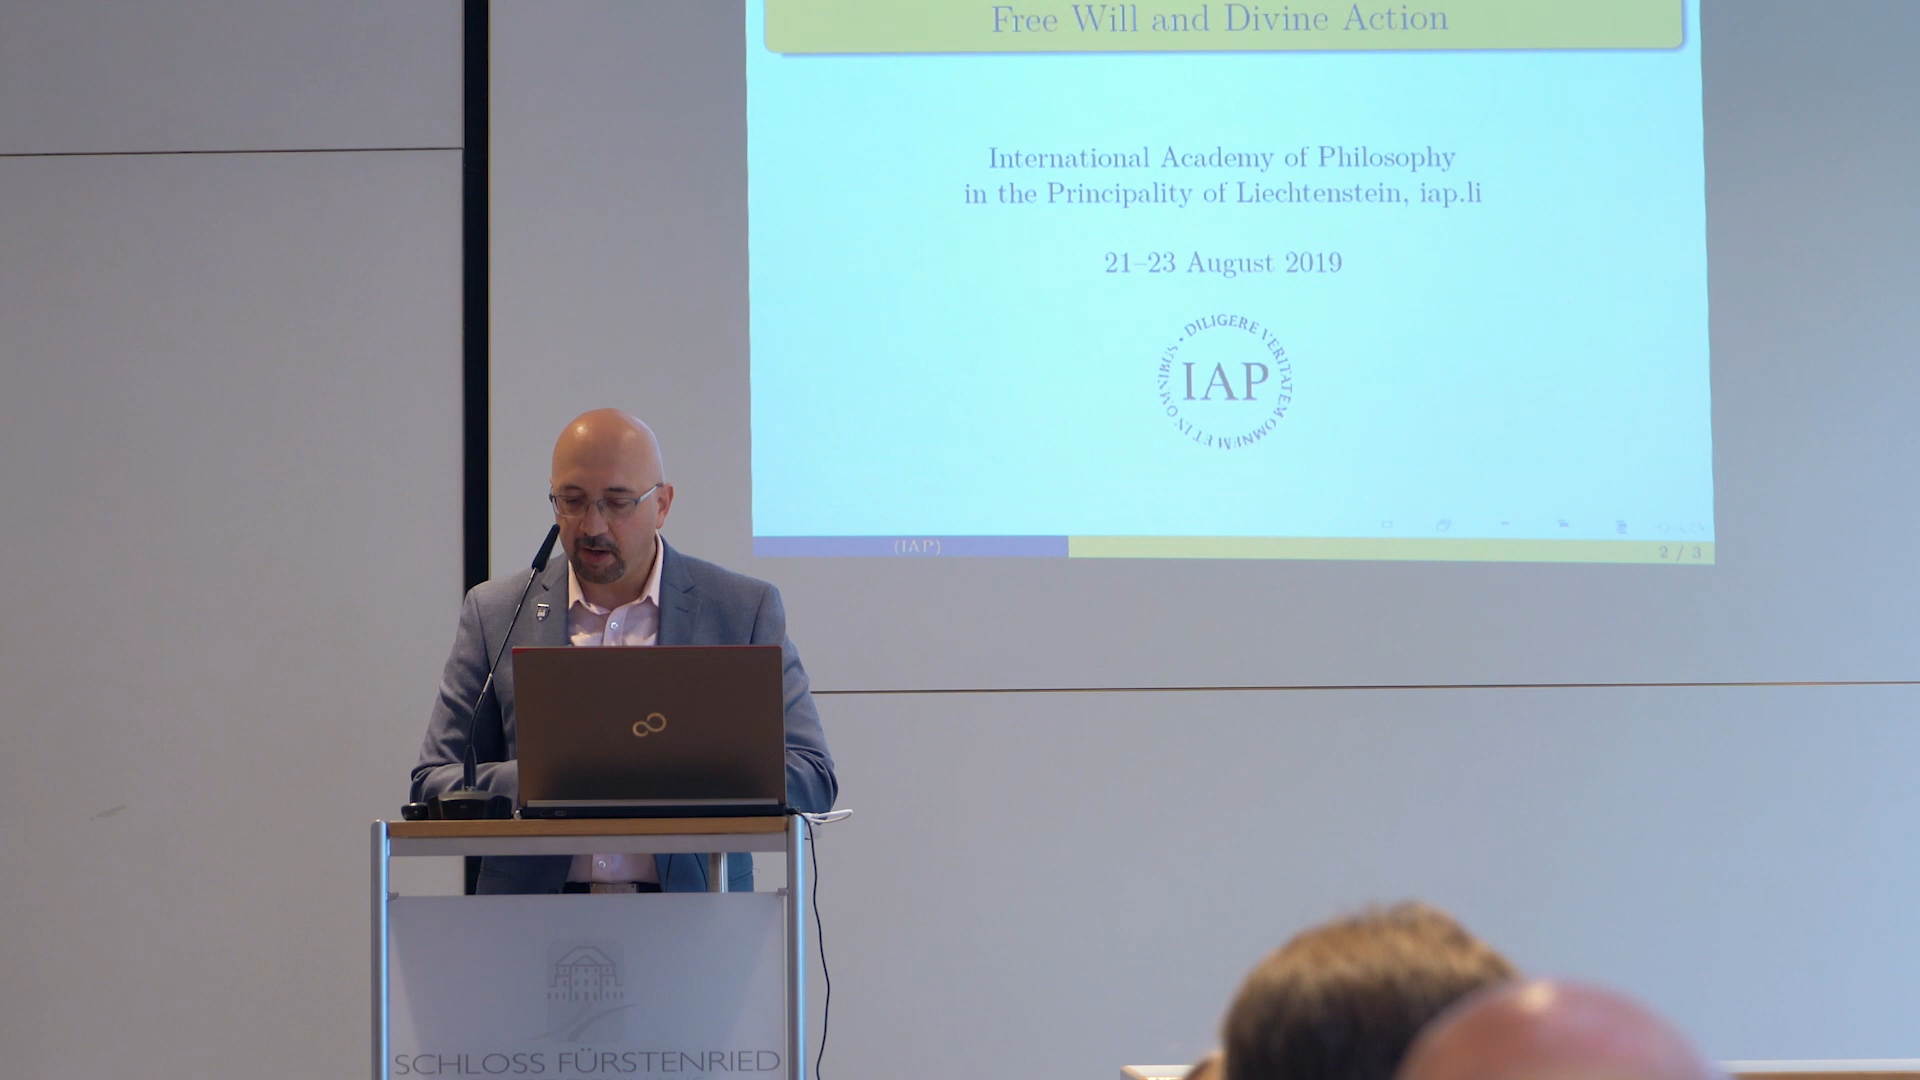 Free Will and Divine Action
International Academy of Philosophy
in the Principality of Liechtenstein, iap.li
21–23 August 2019
DILIGERE VERITATEM OMNEM ET IN OMNIBUS •
IAP
(IAP)
2 / 3
SCHLOSS FÜRSTENRIED